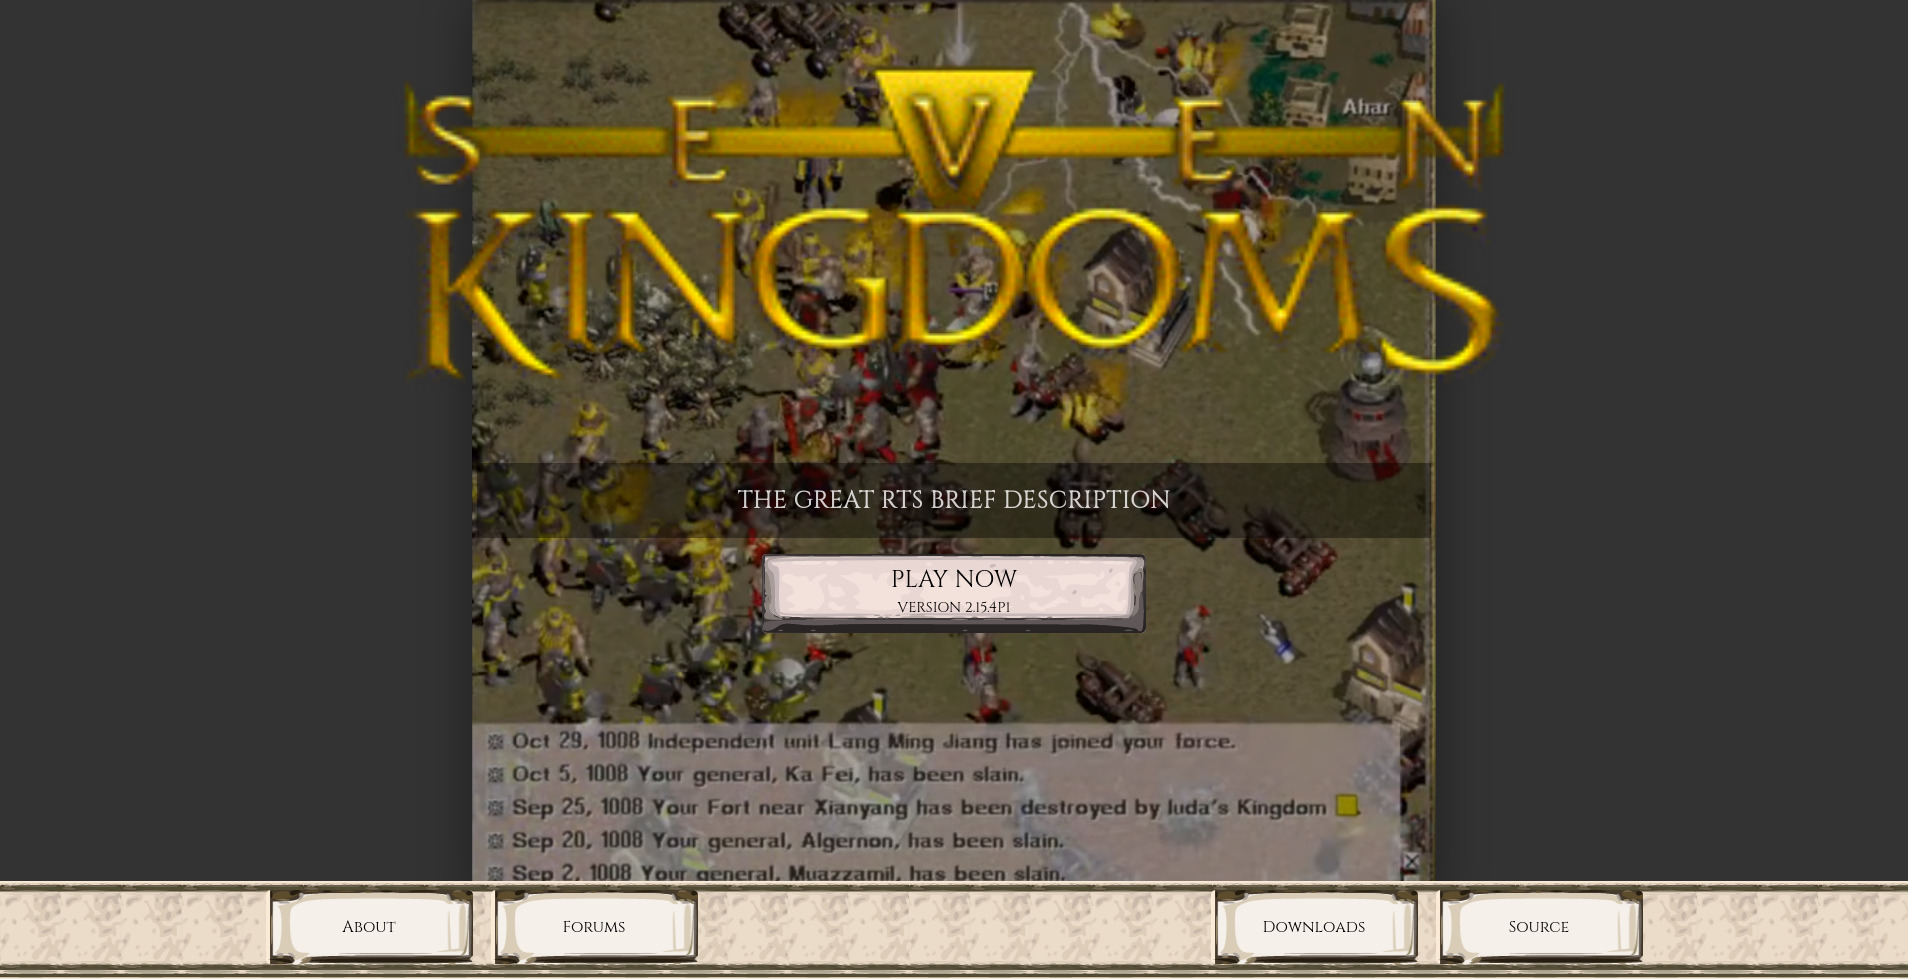 Ahar
SEVEN
KINGDOMS
THE GREAT RTS BRIEF DESCRIPTION
PLAY NOW
VERSION 2.15.4P1
Oct 29, 1008 Independent unit Lang Ming Jiang has joined your force.
Oct 5, 1008 Your general, Ka Fei, has been slain.
Sep 25, 1008 Your Fort near Xianyang has been destroyed by Iuda's Kingdom .
Sep 20, 1008 Your general, Algernon, has been slain.
Sep 2, 1008 Your general, Muazzamil, has been slain.
About
Forums
Downloads
Source